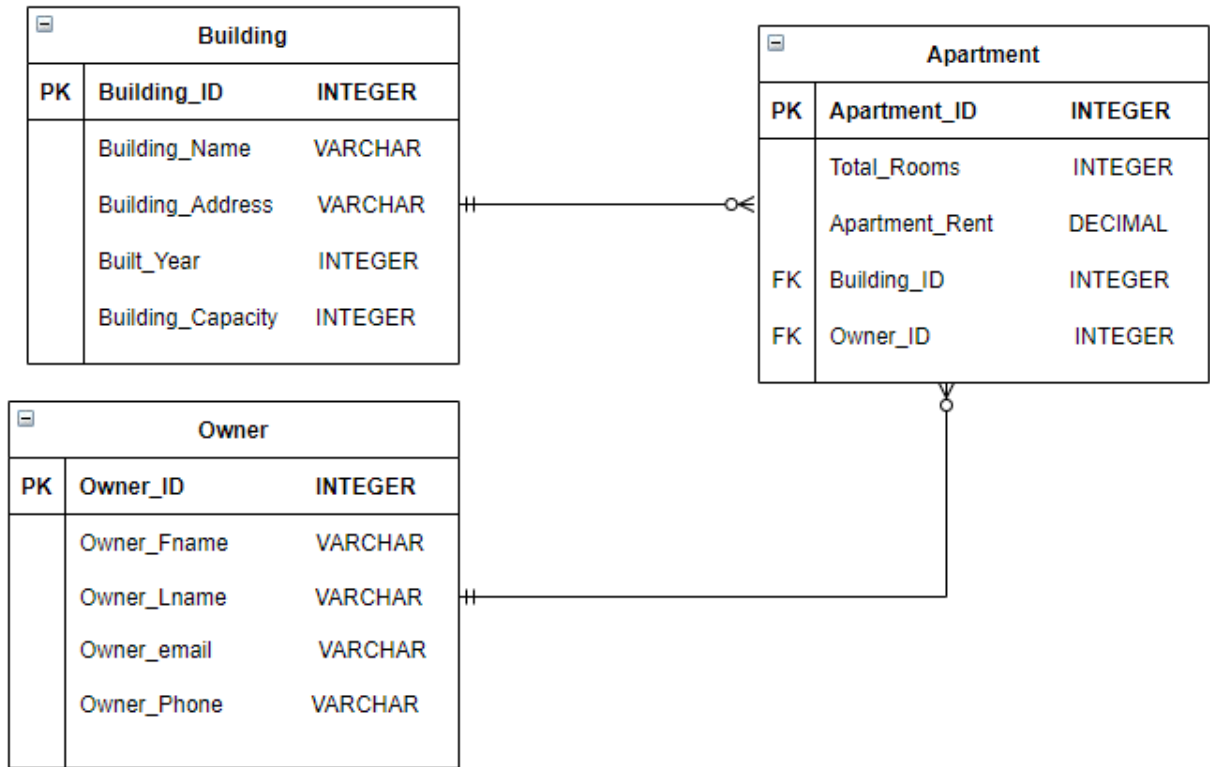 Building
PK Building_ID INTEGER
Building_Name VARCHAR
Building_Address VARCHAR
Built_Year INTEGER
Building_Capacity INTEGER
Apartment
PK Apartment_ID INTEGER
Total_Rooms INTEGER
Apartment_Rent DECIMAL
FK Building_ID INTEGER
FK Owner_ID INTEGER
Owner
PK Owner_ID INTEGER
Owner_Fname VARCHAR
Owner_Lname VARCHAR
Owner_email VARCHAR
Owner_Phone VARCHAR